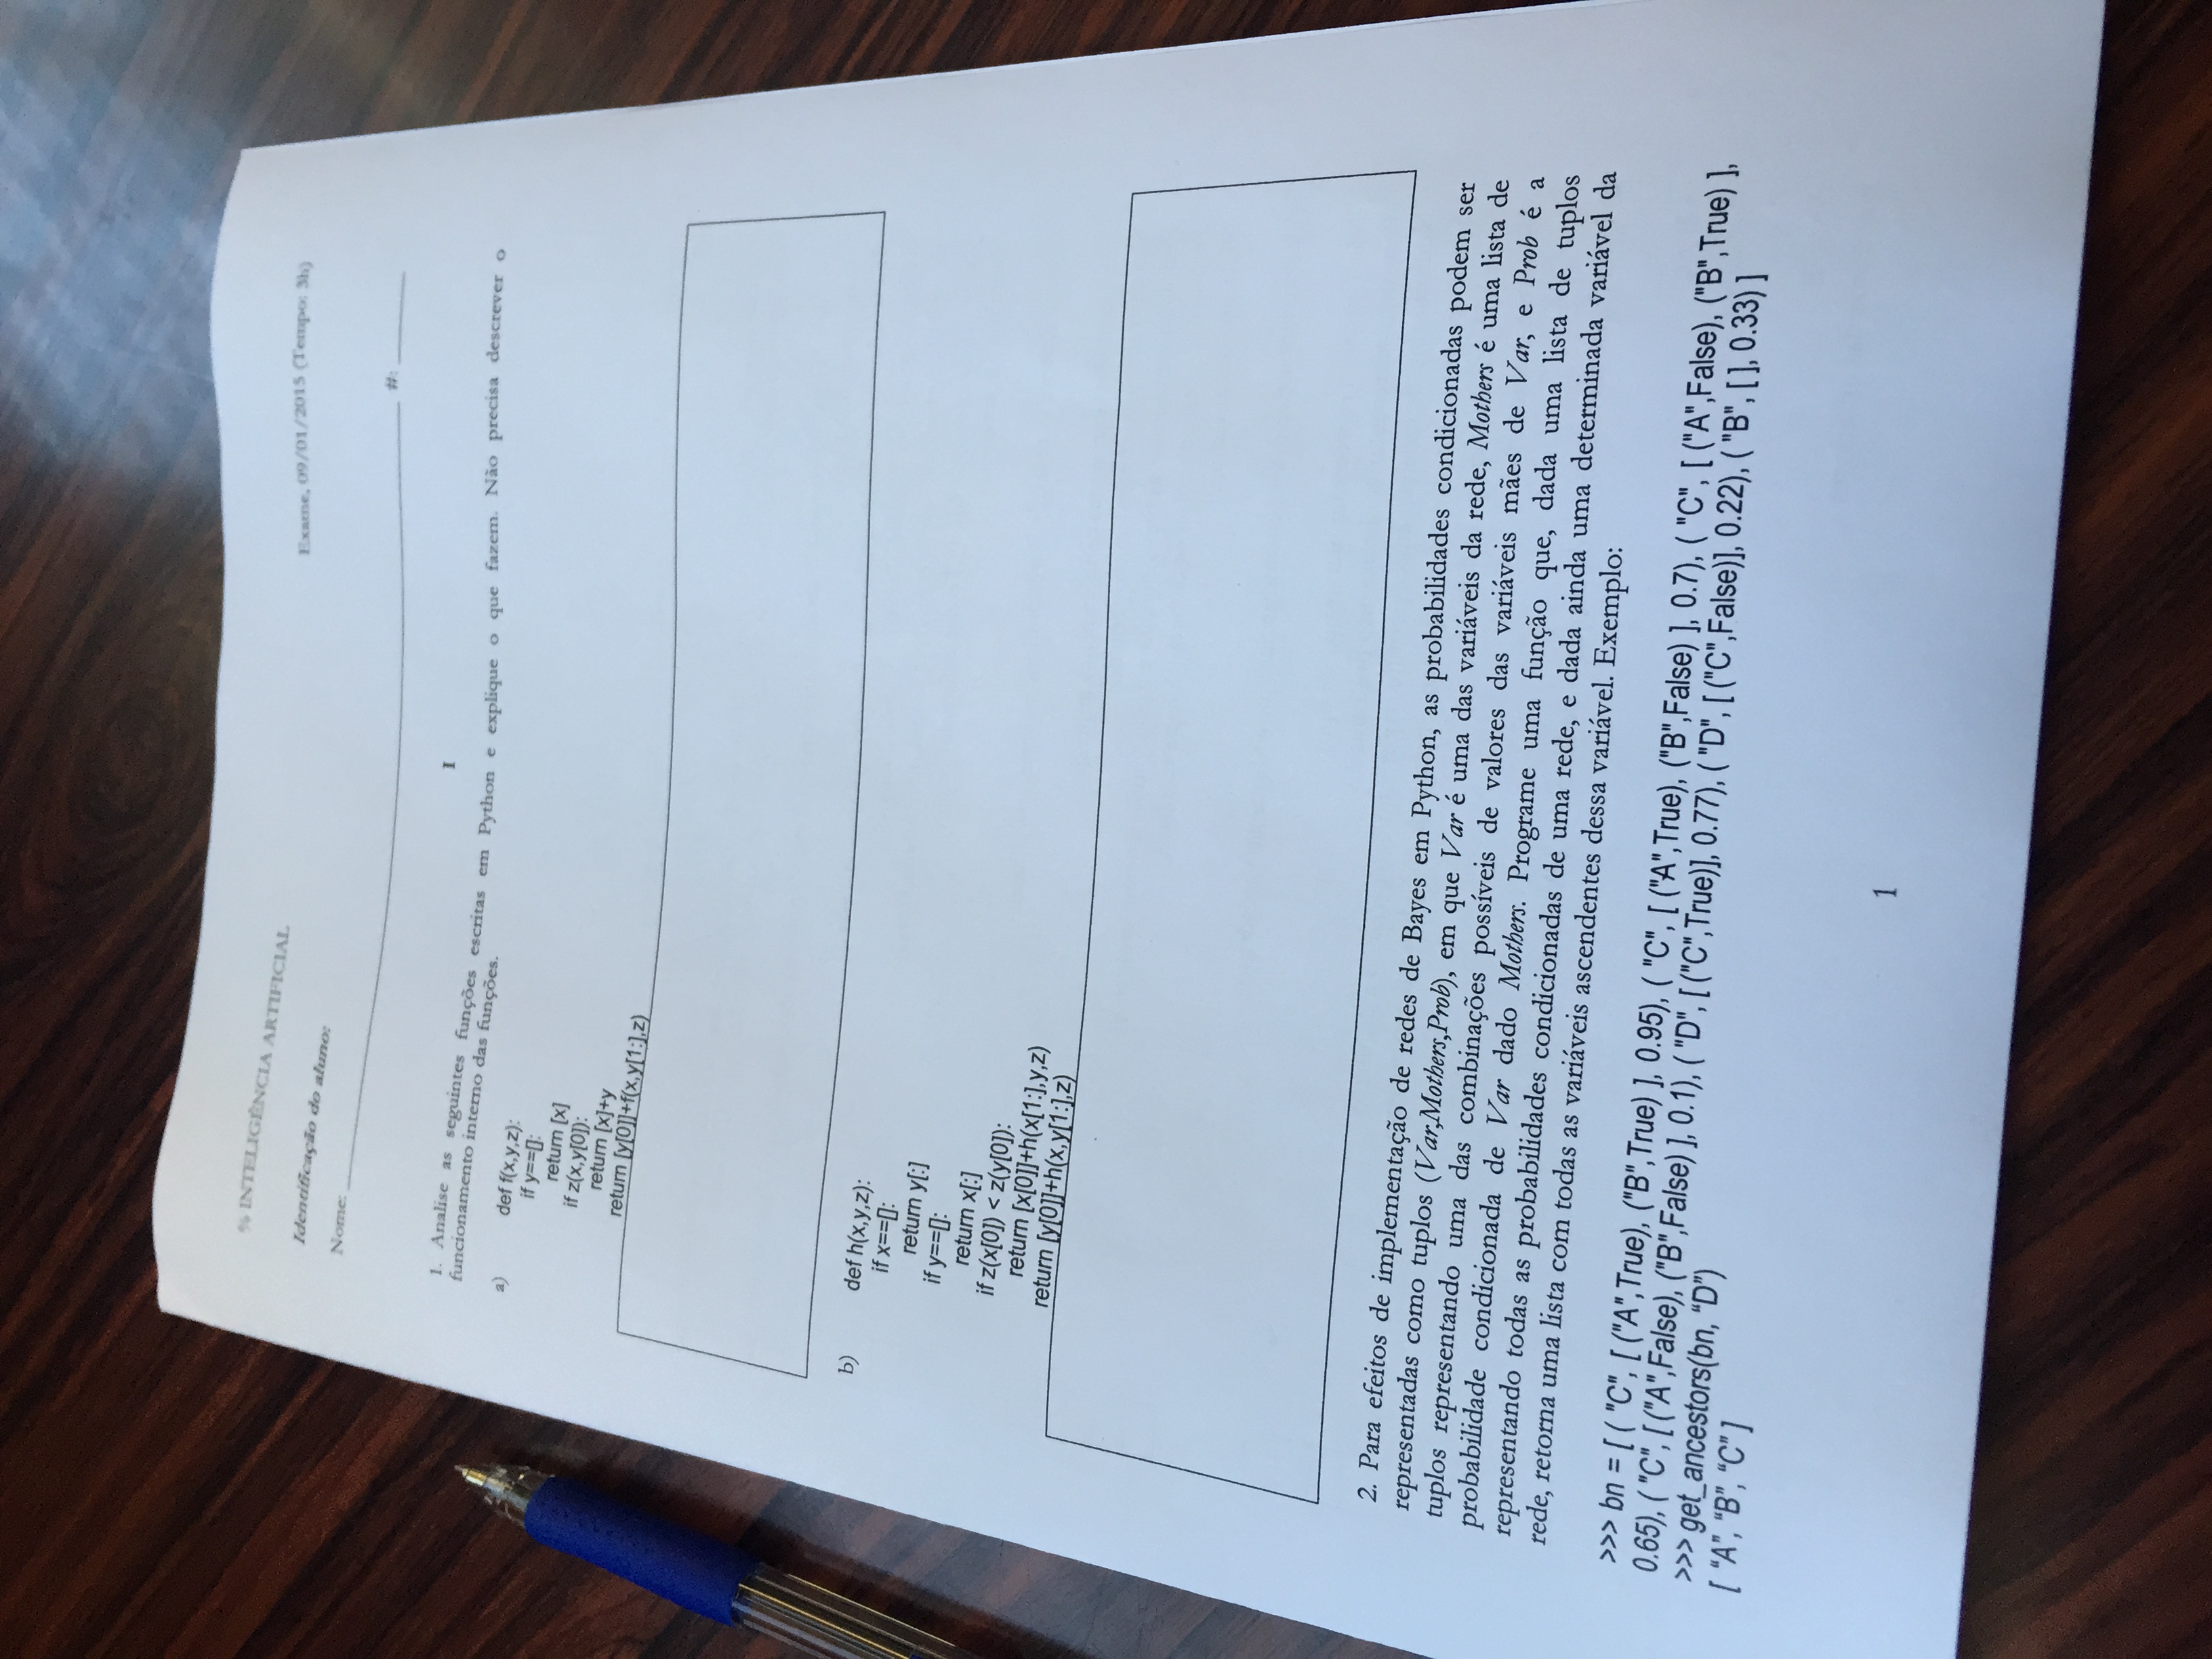 % INTELIGÊNCIA ARTIFICIAL
Exame, 09/01/2015 (Tempo: 3h)
Identificação do aluno:
Nome: #:
I
1. Analise as seguintes funções escritas em Python e explique o que fazem. Não precisa descrever o
funcionamento interno das funções.
a) def f(x,y,z):
if y==[]:
return [x]
if z(x,y[0]):
return [x]+y
return [y[0]]+f(x,y[1:],z)
b) def h(x,y,z):
if x==[]:
return y[:]
if y==[]:
return x[:]
if z(x[0]) < z(y[0]):
return [x[0]]+h(x[1:],y,z)
return [y[0]]+h(x,y[1:],z)
2. Para efeitos de implementação de redes de Bayes em Python, as probabilidades condicionadas podem ser
representadas como tuplos (Var,Mothers,Prob), em que Var é uma das variáveis da rede, Mothers é uma lista de
tuplos representando uma das combinações possíveis de valores das variáveis mães de Var, e Prob é a
probabilidade condicionada de Var dado Mothers. Programe uma função que, dada uma lista de tuplos
representando todas as probabilidades condicionadas de uma rede, e dada ainda uma determinada variável da
rede, retorna uma lista com todas as variáveis ascendentes dessa variável. Exemplo:
>>> bn = [ ( "C", [ ("A",True), ("B",True) ], 0.95), ( "C", [ ("A",True), ("B",False) ], 0.7), ( "C", [ ("A",False), ("B",True) ],
0.65), ( "C", [ ("A",False), ("B",False) ], 0.1), ( "D", [ ("C",True)], 0.77), ( "D", [ ("C",False)], 0.22), ( "B", [ ], 0.33) ]
>>> get_ancestors(bn, “D”)
[ “A”, “B”, “C” ]
1